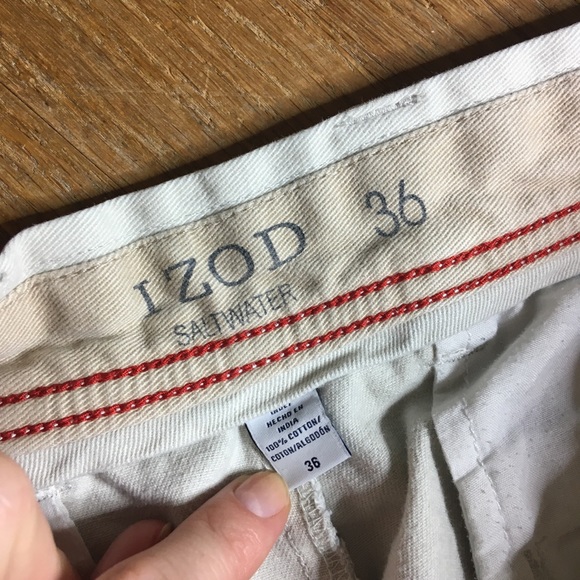 IZOD 36
SALTWATER
HECHO EN
INDIA
100% COTTON/
COTON/ALGODÓN
36